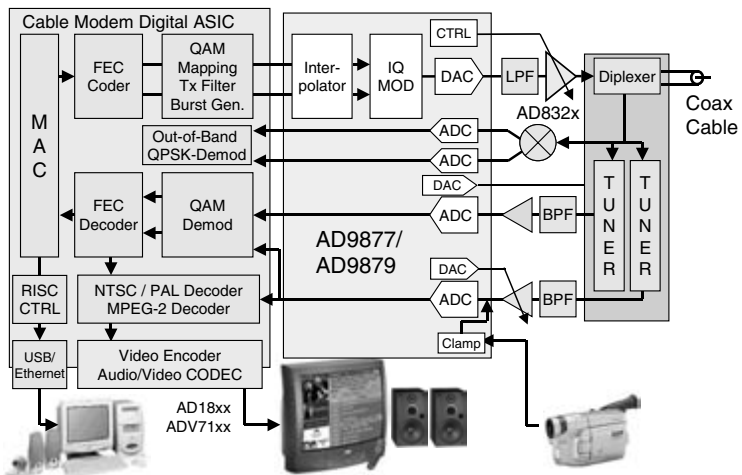 Cable Modem Digital ASIC
MAC
FEC
Coder
QAM
Mapping
Tx Filter
Burst Gen.
Inter-
polator
IQ
MOD
CTRL
DAC
LPF
AD832x
Diplexer
Coax
Cable
Out-of-Band
QPSK-Demod
ADC
ADC
DAC
TUNER
TUNER
FEC
Decoder
QAM
Demod
ADC
BPF
AD9877/
AD9879
DAC
RISC
CTRL
NTSC / PAL Decoder
MPEG-2 Decoder
ADC
BPF
Clamp
USB/
Ethernet
Video Encoder
Audio/Video CODEC
AD18xx
ADV71xx